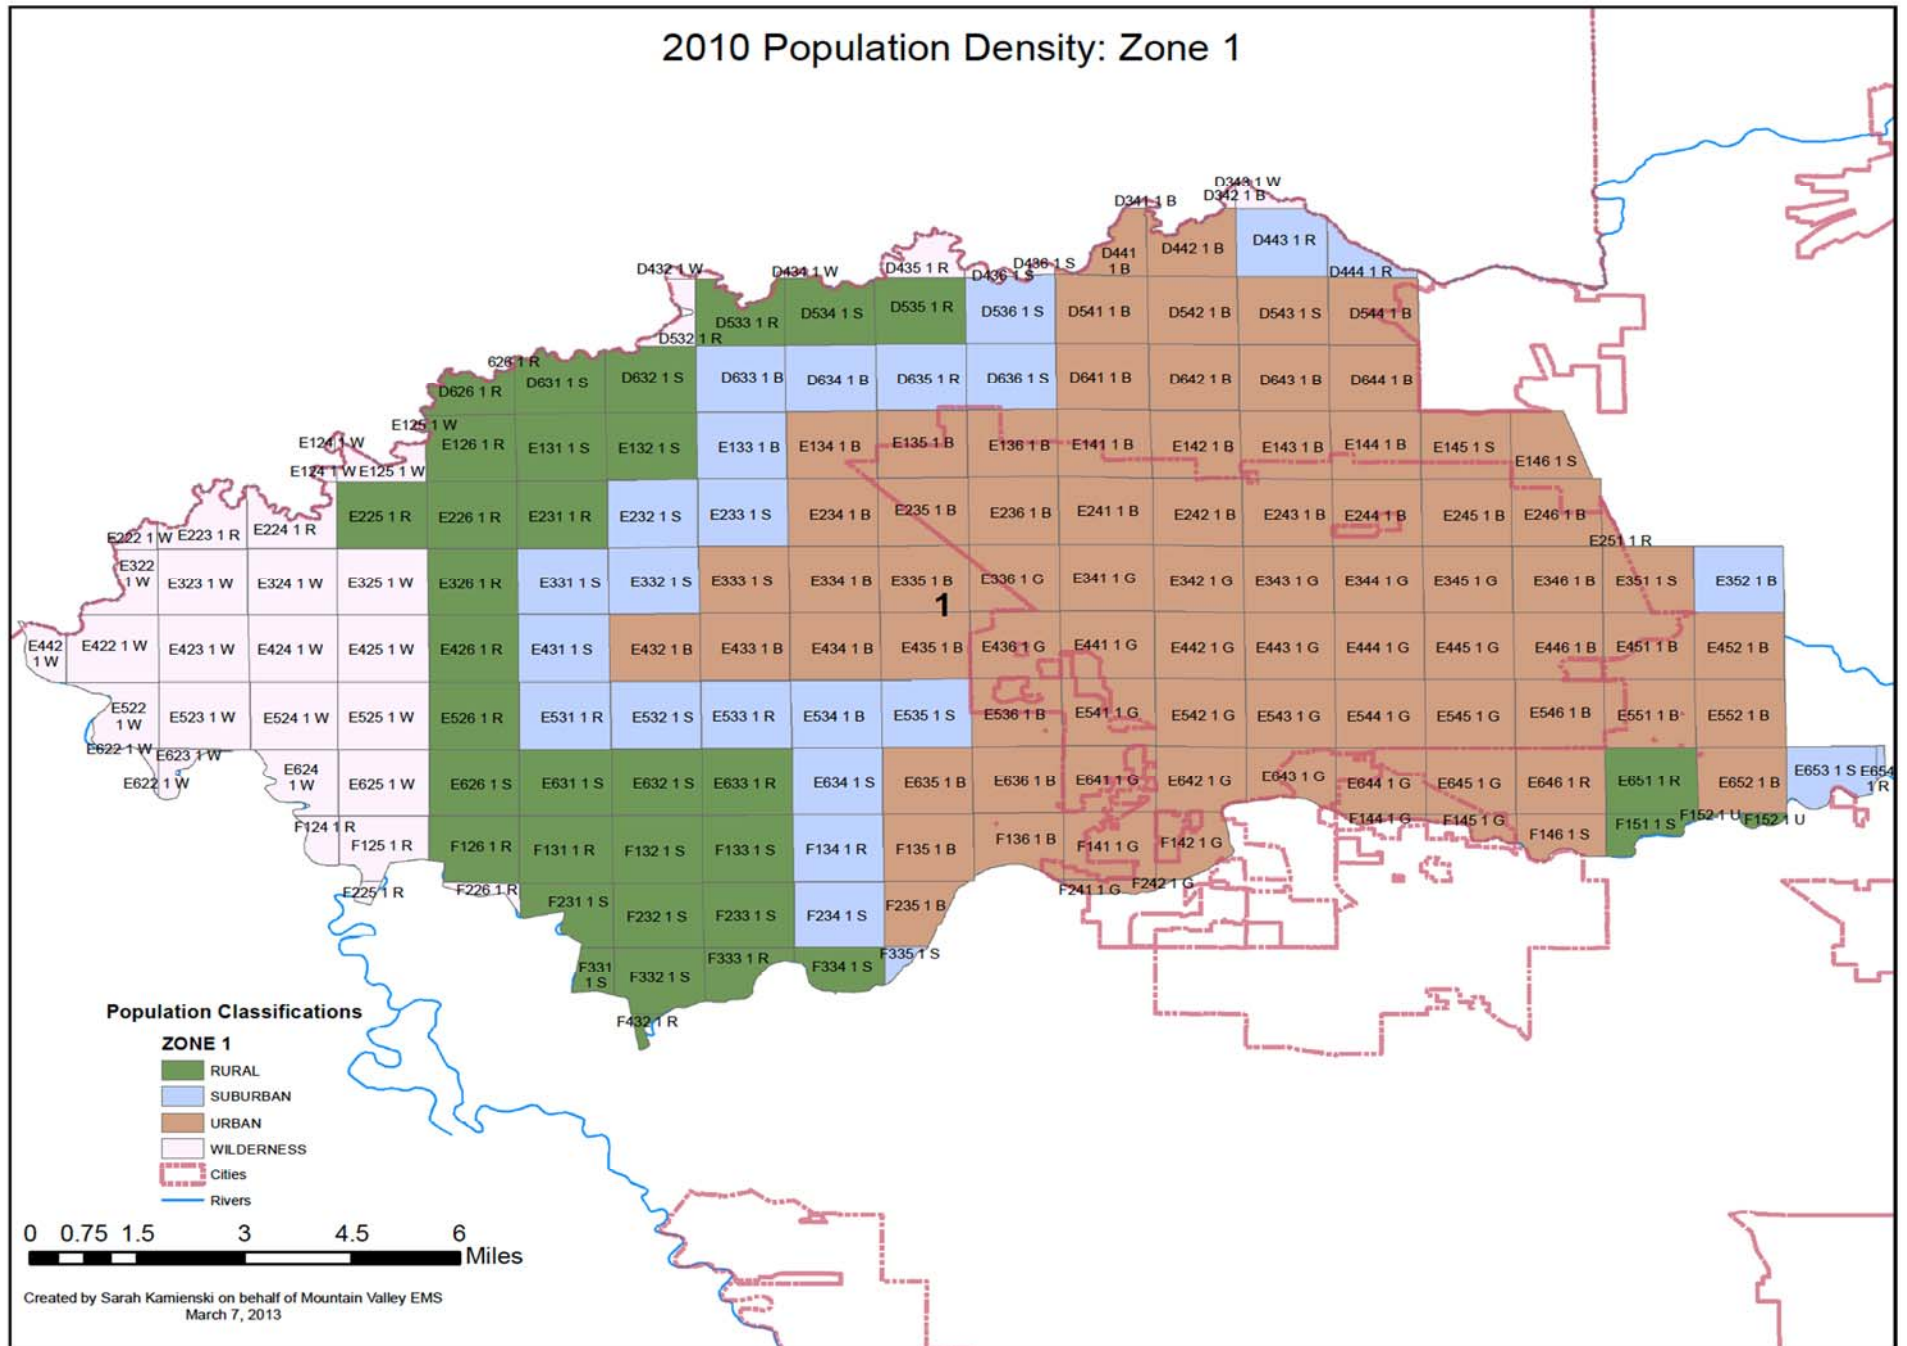 2010 Population Density: Zone 1
D343 1 W
D341 1 B D342 1 B
D443 1 R
D442 1 B
D441
1 B
D432 1 W D434 1 W D435 1 R D436 1 S D436 1 S D444 1 R
D533 1 R D534 1 S D535 1 R D536 1 S D541 1 B D542 1 B D543 1 S D544 1 B
D532 1 R
626 1 R
D626 1 R D631 1 S D632 1 S D633 1 B D634 1 B D635 1 R D636 1 S D641 1 B D642 1 B D643 1 B D644 1 B
E125 1 W
E124 1 W E126 1 R E131 1 S E132 1 S E133 1 B E134 1 B E135 1 B E136 1 B E141 1 B E142 1 B E143 1 B E144 1 B E145 1 S E146 1 S
E124 1 W E125 1 W
E222 1 W E223 1 R E224 1 R E225 1 R E226 1 R E231 1 R E232 1 S E233 1 S E234 1 B E235 1 B E236 1 B E241 1 B E242 1 B E243 1 B E244 1 B E245 1 B E246 1 B
E251 1 R
E322
1 W
E323 1 W E324 1 W E325 1 W E326 1 R E331 1 S E332 1 S E333 1 S E334 1 B E335 1 B E336 1 G E341 1 G E342 1 G E343 1 G E344 1 G E345 1 G E346 1 B E351 1 S E352 1 B
1
E442
1 W
E422 1 W E423 1 W E424 1 W E425 1 W E426 1 R E431 1 S E432 1 B E433 1 B E434 1 B E435 1 B E436 1 G E441 1 G E442 1 G E443 1 G E444 1 G E445 1 G E446 1 B E451 1 B E452 1 B
E522
1 W
E523 1 W E524 1 W E525 1 W E526 1 R E531 1 R E532 1 S E533 1 R E534 1 B E535 1 S E536 1 B E541 1 G E542 1 G E543 1 G E544 1 G E545 1 G E546 1 B E551 1 B E552 1 B
E622 1 W E623 1 W
E622 1 W
E624
1 W
E625 1 W E626 1 S E631 1 S E632 1 S E633 1 R E634 1 S E635 1 B E636 1 B E641 1 G E642 1 G E643 1 G E644 1 G E645 1 G E646 1 R E651 1 R E652 1 B E653 1 S E654
1 R
F124 1 R F125 1 R F126 1 R F131 1 R F132 1 S F133 1 S F134 1 R F135 1 B F136 1 B F141 1 G F142 1 G F144 1 G F145 1 G F146 1 S F151 1 S F152 1 U F152 1 U
F225 1 R F226 1 R F231 1 S F232 1 S F233 1 S F234 1 S F235 1 B F241 1 G F242 1 G
F331
1 S
F332 1 S F333 1 R F334 1 S F335 1 S
F432 1 R
Population Classifications
ZONE 1
RURAL
SUBURBAN
URBAN
WILDERNESS
Cities
Rivers
0 0.75 1.5 3 4.5 6
Miles
Created by Sarah Kamienski on behalf of Mountain Valley EMS
March 7, 2013